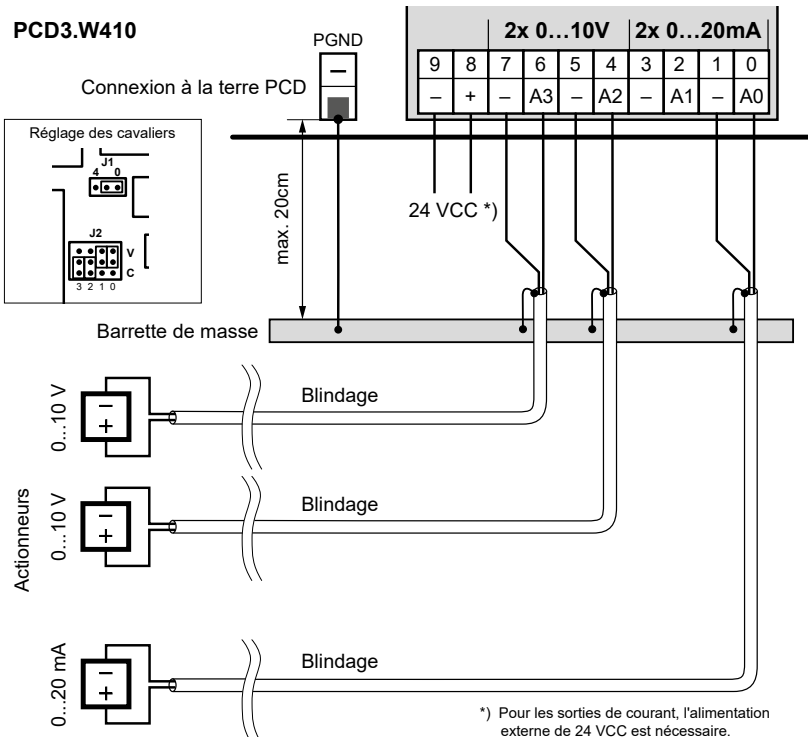 PCD3.W410
PGND
–
Connexion à la terre PCD
2x 0…10V 2x 0…20mA
9 8 7 6 5 4 3 2 1 0
– + – A3 – A2 – A1 – A0
Réglage des cavaliers
J1
4 0
J2
V
C
3 2 1 0
max. 20cm
24 VCC *)
Barrette de masse
Actionneurs
0...10 V
– +
Blindage
0...10 V
– +
Blindage
0...20 mA
– +
Blindage
*) Pour les sorties de courant, l'alimentation
externe de 24 VCC est nécessaire.